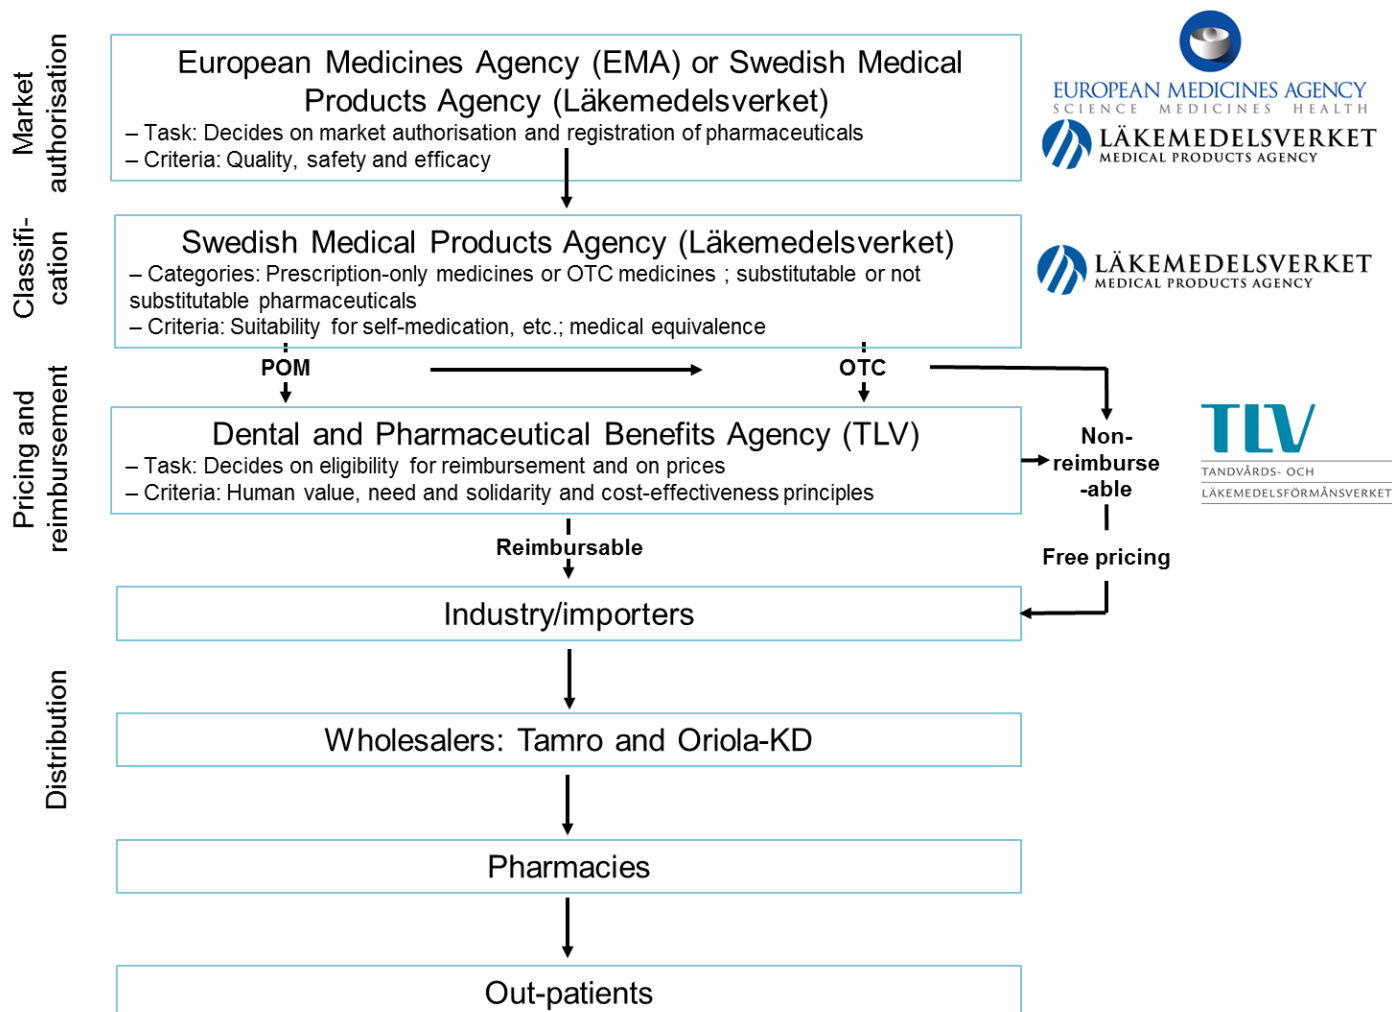 Market
authorisation
European Medicines Agency (EMA) or Swedish Medical
Products Agency (Läkemedelsverket)
– Task: Decides on market authorisation and registration of pharmaceuticals
– Criteria: Quality, safety and efficacy
EUROPEAN MEDICINES AGENCY
SCIENCE MEDICINES HEALTH
LÄKEMEDELSVERKET
MEDICAL PRODUCTS AGENCY
Classifi-
cation
Swedish Medical Products Agency (Läkemedelsverket)
– Categories: Prescription-only medicines or OTC medicines ; substitutable or not
substitutable pharmaceuticals
– Criteria: Suitability for self-medication, etc.; medical equivalence
LÄKEMEDELSVERKET
MEDICAL PRODUCTS AGENCY
POM
OTC
Pricing and
reimbursement
Dental and Pharmaceutical Benefits Agency (TLV)
– Task: Decides on eligibility for reimbursement and on prices
– Criteria: Human value, need and solidarity and cost-effectiveness principles
Non-
reimburse
-able
TLV
TANDVÅRDS- OCH
LÄKEMEDELSFÖRMÅNSVERKET
Reimbursable
Free pricing
Distribution
Industry/importers
Wholesalers: Tamro and Oriola-KD
Pharmacies
Out-patients